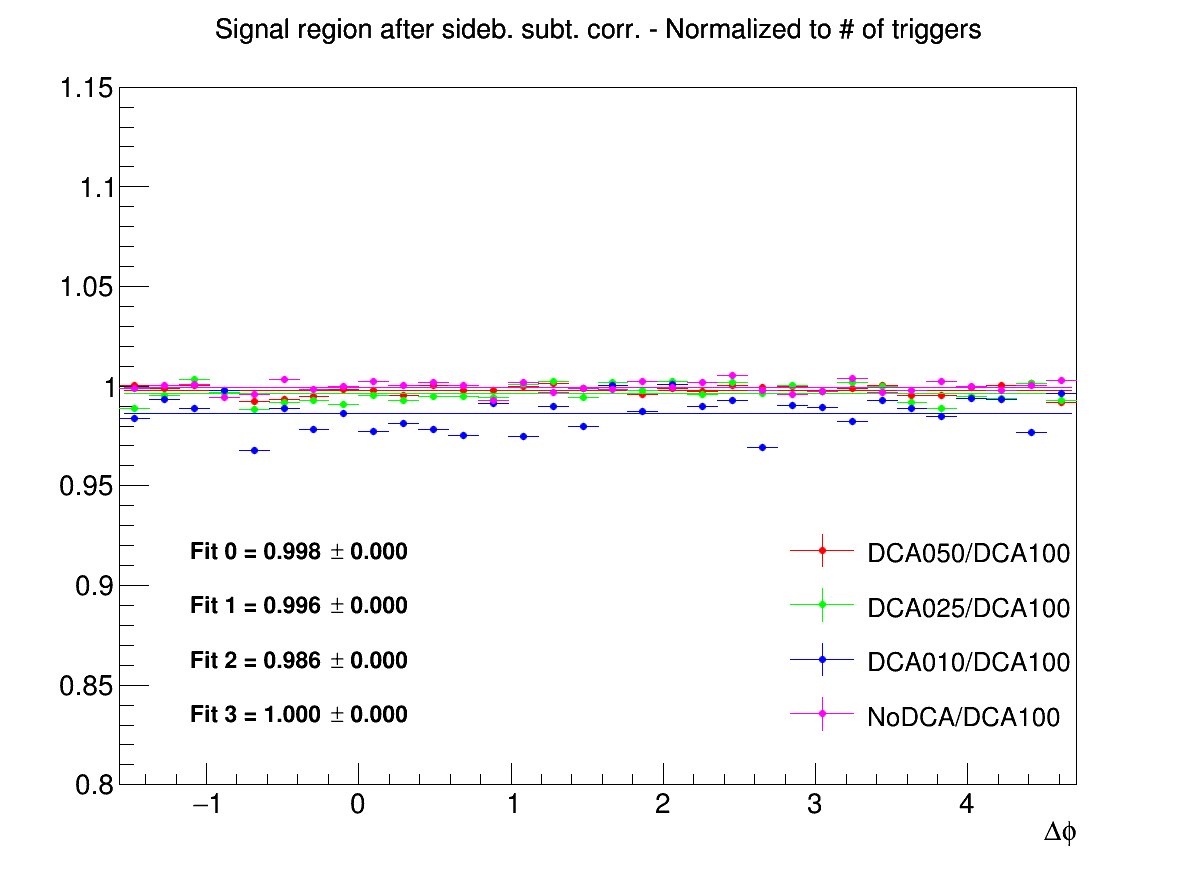 Signal region after sideb. subt. corr. - Normalized to # of triggers
1.15
1.1
1.05
1
0.95
0.9
0.85
0.8
Fit 0 = 0.998 ± 0.000
Fit 1 = 0.996 ± 0.000
Fit 2 = 0.986 ± 0.000
Fit 3 = 1.000 ± 0.000
DCA050/DCA100
DCA025/DCA100
DCA010/DCA100
NoDCA/DCA100
−1 0 1 2 3 4
Δϕ